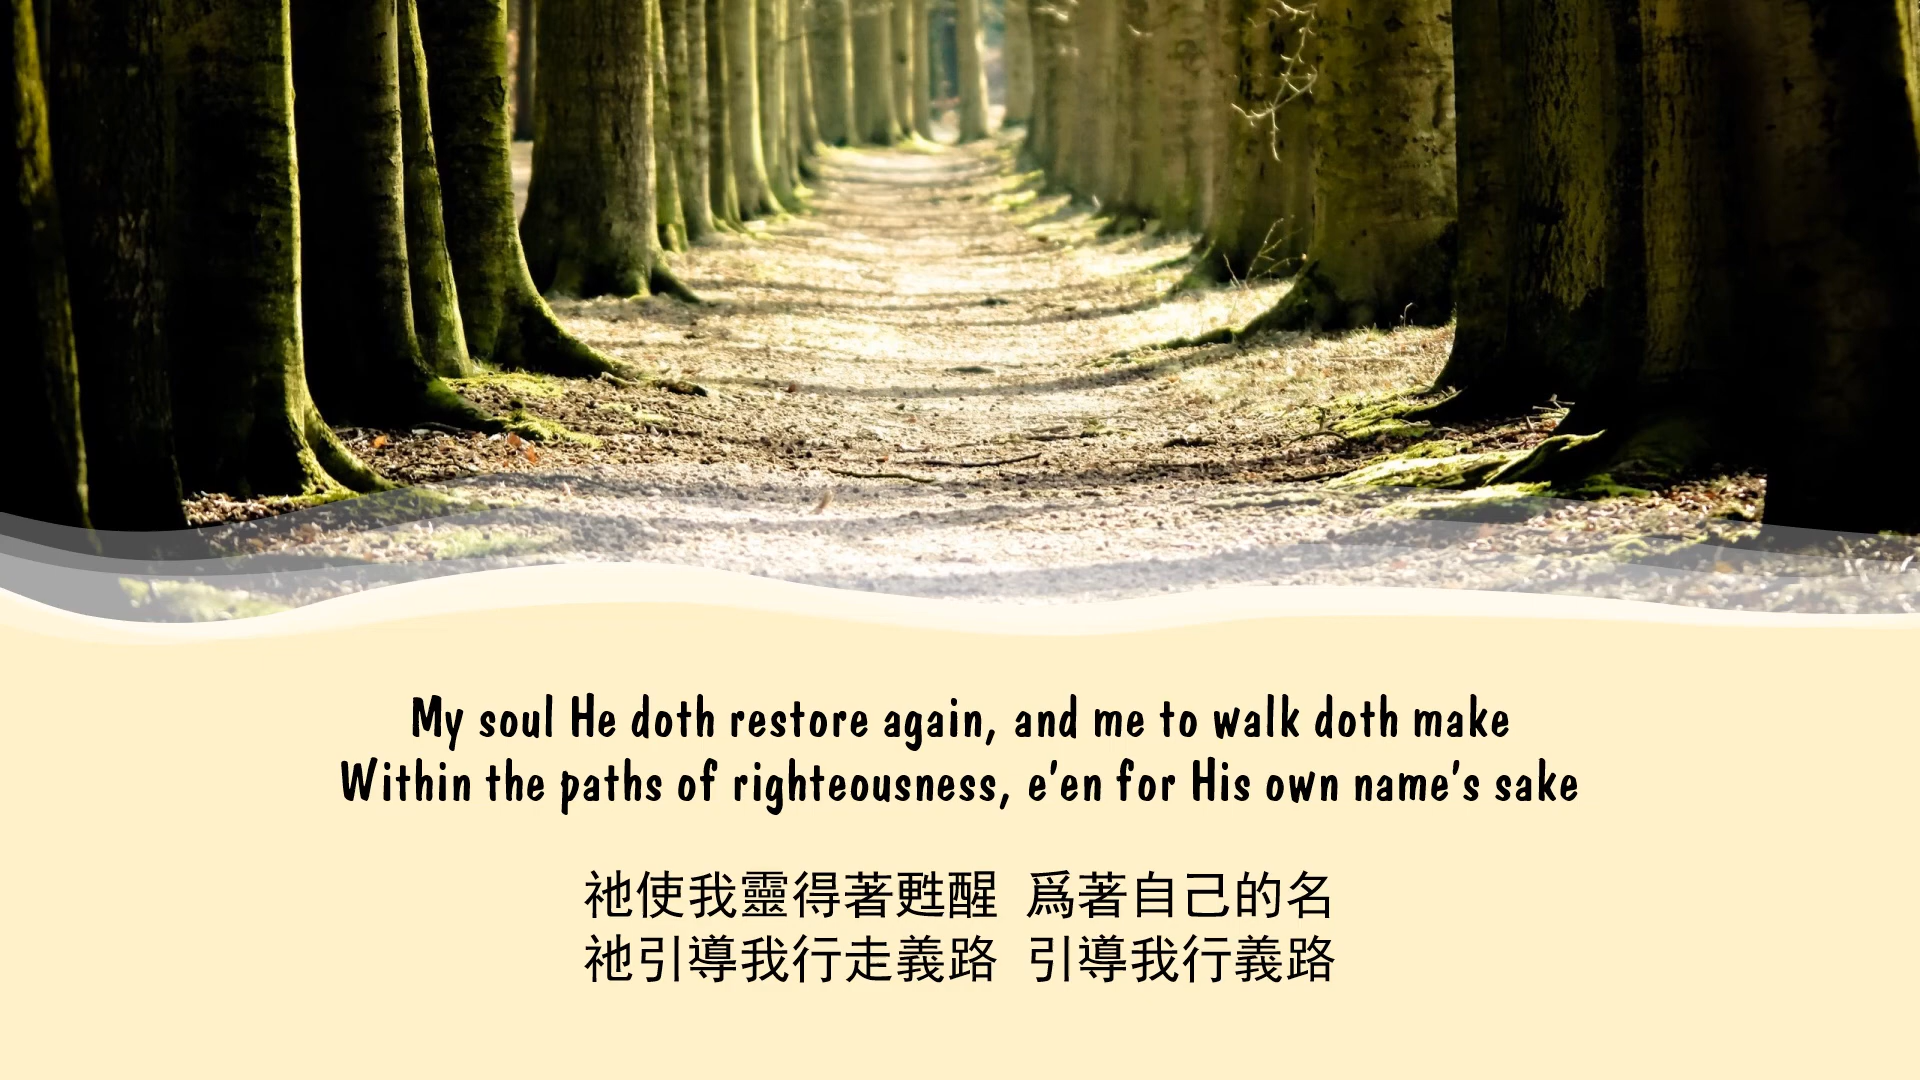 My soul He doth restore again, and me to walk doth make
Within the paths of righteousness, e'en for His own name's sake
祂使我靈得著甦醒 爲著自己的名
祂引導我行走義路 引導我行義路